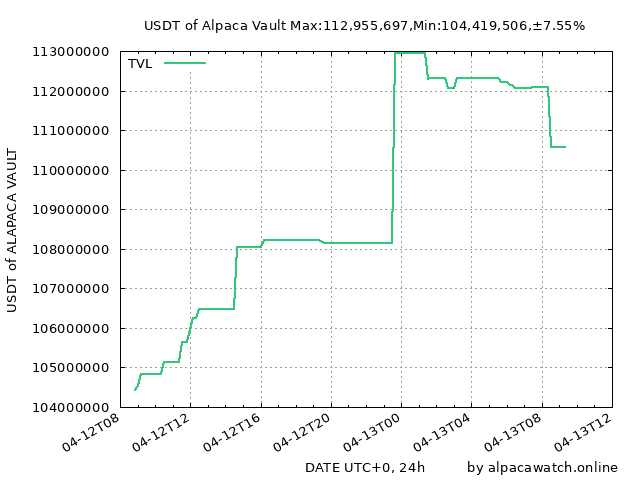 USDT of Alpaca Vault Max:112,955,697,Min:104,419,506,±7.55%
113000000
TVL
112000000
111000000
110000000
109000000
108000000
107000000
106000000
105000000
104000000
USDT of ALAPACA VAULT
04-12T08
04-12T12
04-12T16
04-12T20
04-13T00
04-13T04
04-13T08
04-13T12
DATE UTC+0, 24h
by alpacawatch.online